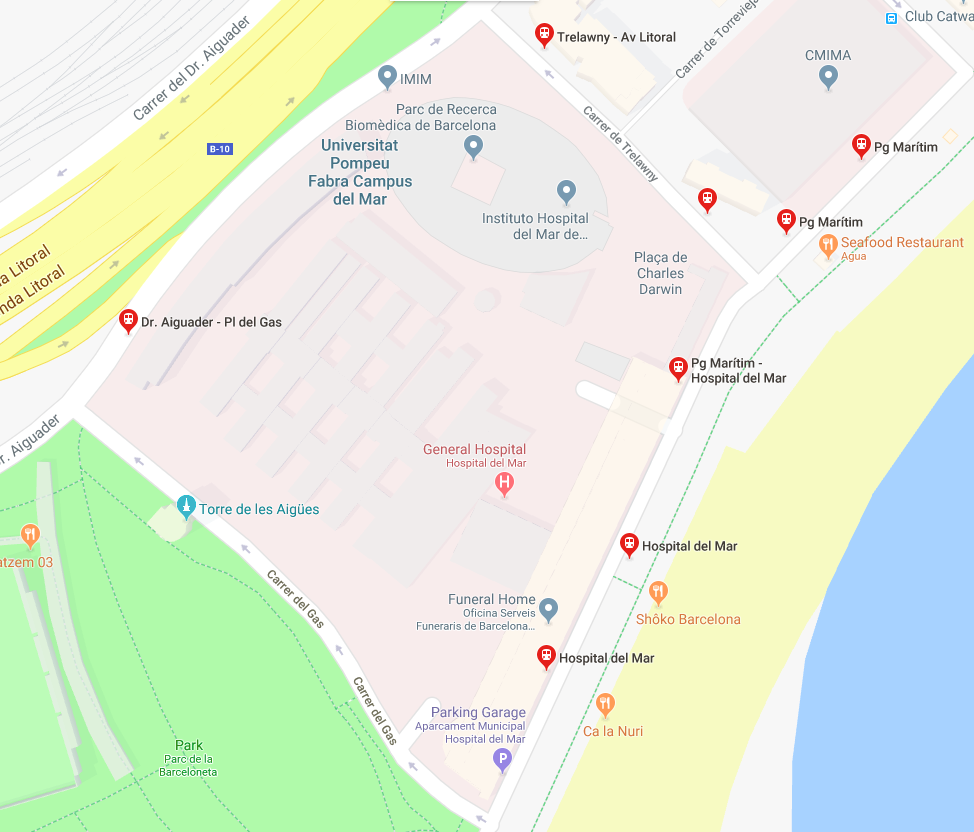 Carrer del Dr. Aiguader
Trelawny - Av Litoral
Carrer de Torrevieja
Club Catwa
CMIMA
IMIM
Parc de Recerca
Biomèdica de Barcelona
Universitat
Pompeu
Fabra Campus
del Mar
B-10
Carrer de Trelawny
Pg Marítim
Instituto Hospital
del Mar de...
Pg Marítim
Seafood Restaurant
Agua
Plaça de
Charles
Darwin
a Litoral
nda Litoral
Dr. Aiguader - Pl del Gas
Pg Marítim -
Hospital del Mar
Dr. Aiguader
General Hospital
Hospital del Mar
H
Torre de les Aigües
atzem 03
Hospital del Mar
Carrer del Gas
Funeral Home
Oficina Serveis
Funeraris de Barcelona...
Shôko Barcelona
Hospital del Mar
Carrer del Gas
Parking Garage
Aparcament Municipal
Hospital del Mar
P
Ca la Nuri
Park
Parc de la
Barceloneta